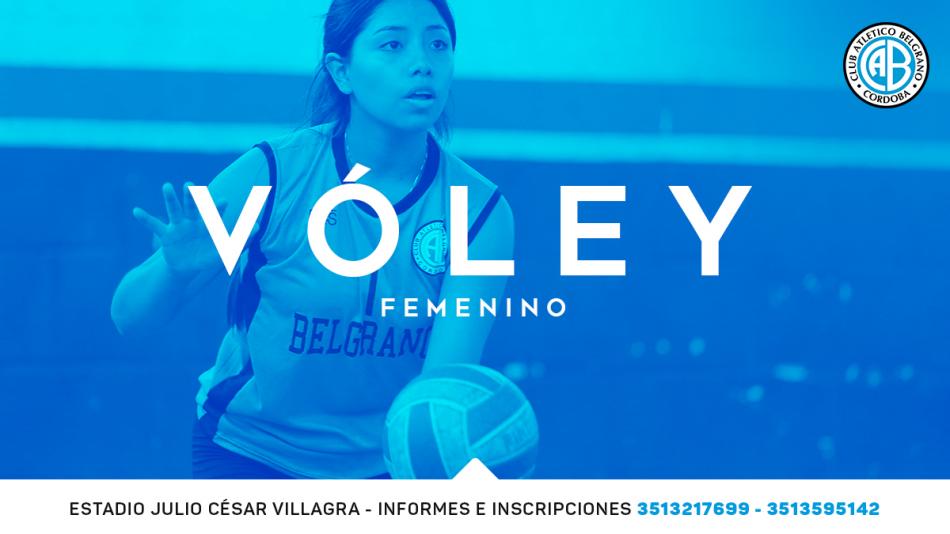 CLUB ATLETICO BELGRANO
CAB
• CORDOBA •
VÓLEY
FEMENINO
BELGRANO
ESTADIO JULIO CÉSAR VILLAGRA - INFORMES E INSCRIPCIONES 3513217699 - 3513595142